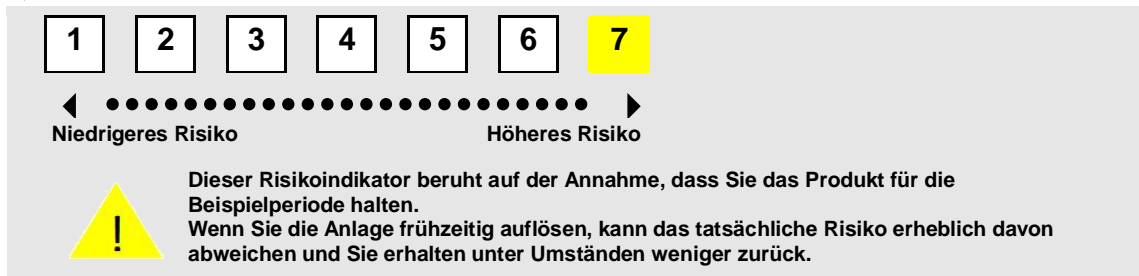 1 2 3 4 5 6 7
Niedrigeres Risiko Höheres Risiko
Dieser Risikoindikator beruht auf der Annahme, dass Sie das Produkt für die
Beispielperiode halten.
Wenn Sie die Anlage frühzeitig auflösen, kann das tatsächliche Risiko erheblich davon
abweichen und Sie erhalten unter Umständen weniger zurück.
!